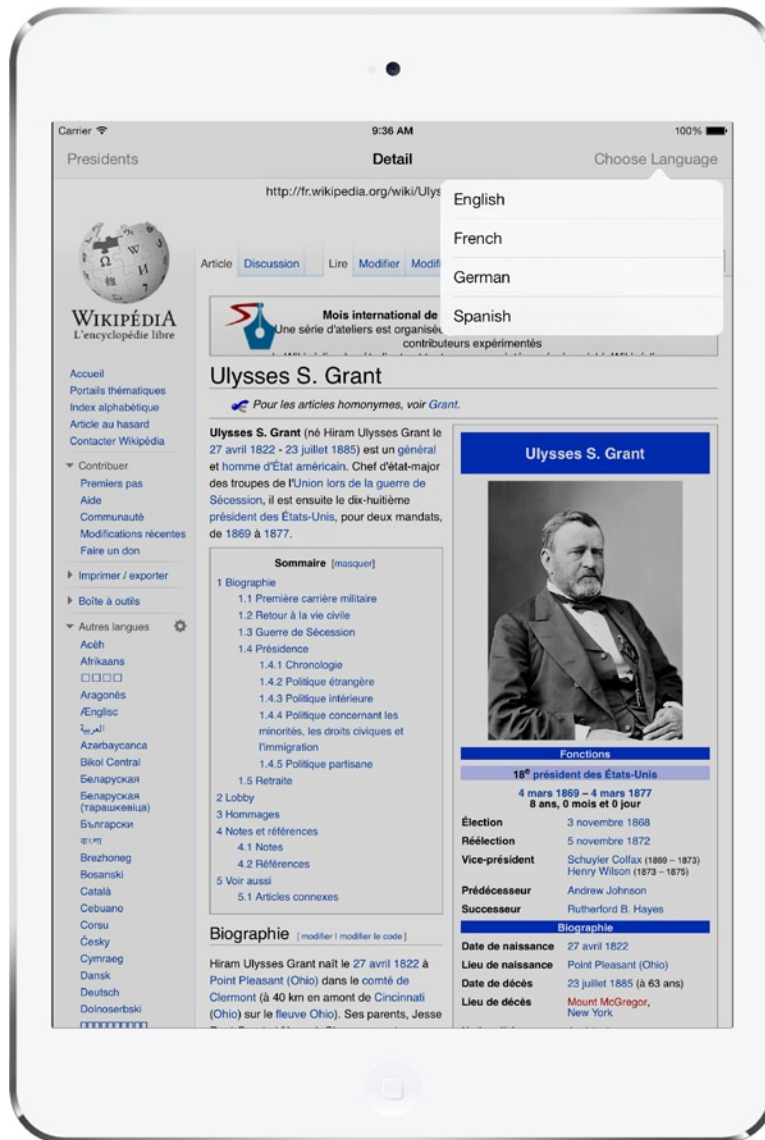 Carrier
9:36 AM
100%
Presidents
Detail
Choose Language
http://fr.wikipedia.org/wiki/Ulys
English
French
German
Spanish
WIKIPÉDIA
L'encyclopédie libre
Article
Discussion
Lire
Modifier
Modifi
Mois international de
Une série d'ateliers est organisée
contributeurs expérimentés
Accueil
Portails thématiques
Index alphabétique
Article au hasard
Contacter Wikipédia
Contribuer
Premiers pas
Aide
Communauté
Modifications récentes
Faire un don
Imprimer / exporter
Boîte à outils
Autres langues
Acèh
Afrikaans
Aragonés
Ænglisc
العربية
Azərbaycanca
Bikol Central
Беларуская
Беларуская
(тарашкевіца)
Български
বাংলা
Brezhoneg
Bosanski
Català
Cebuano
Corsu
Česky
Cymraeg
Dansk
Deutsch
Dolnoserbski
Ulysses S. Grant
Pour les articles homonymes, voir Grant.
Ulysses S. Grant (né Hiram Ulysses Grant le
27 avril 1822 - 23 juillet 1885) est un général
et homme d'État américain. Chef d'état-major
des troupes de l'Union lors de la guerre de
Sécession, il est ensuite le dix-huitième
président des États-Unis, pour deux mandats,
de 1869 à 1877.
Sommaire [masquer]
1 Biographie
1.1 Première carrière militaire
1.2 Retour à la vie civile
1.3 Guerre de Sécession
1.4 Présidence
1.4.1 Chronologie
1.4.2 Politique étrangère
1.4.3 Politique intérieure
1.4.4 Politique concernant les
minorités, les droits civiques et
l'immigration
1.4.5 Politique partisane
1.5 Retraite
2 Lobby
3 Hommages
4 Notes et références
4.1 Notes
4.2 Références
5 Voir aussi
5.1 Articles connexes
Biographie [modifier | modifier le code]
Hiram Ulysses Grant naît le 27 avril 1822 à
Point Pleasant (Ohio) dans le comté de
Clermont (à 40 km en amont de Cincinnati
(Ohio) sur le fleuve Ohio). Ses parents, Jesse
Ulysses S. Grant
Fonctions
18e président des États-Unis
4 mars 1869 – 4 mars 1877
8 ans, 0 mois et 0 jour
Élection 3 novembre 1868
Réélection 5 novembre 1872
Vice-président Schuyler Colfax (1869 – 1873)
Henry Wilson (1873 – 1875)
Prédécesseur Andrew Johnson
Successeur Rutherford B. Hayes
Biographie
Date de naissance 27 avril 1822
Lieu de naissance Point Pleasant (Ohio)
Date de décès 23 juillet 1885 (à 63 ans)
Lieu de décès Mount McGregor,
New York